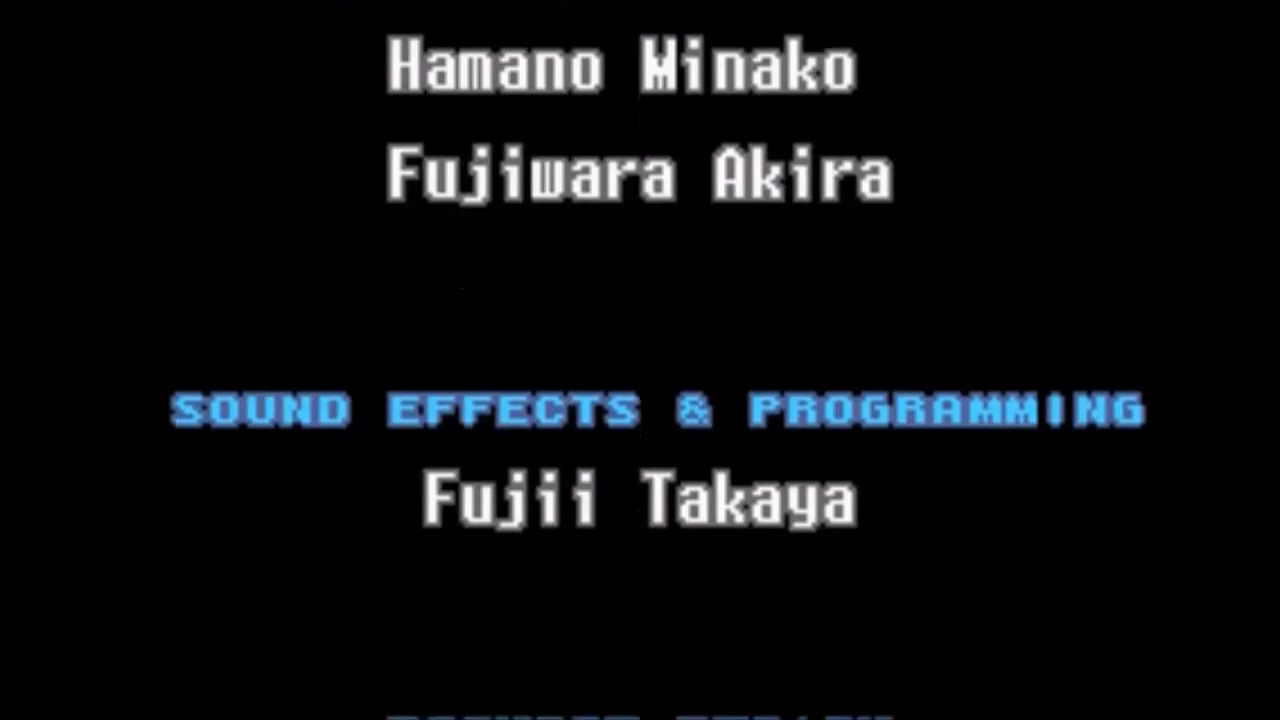 Hamano Minako
Fujiwara Akira
SOUND EFFECTS & PROGRAMMING
Fujii Takaya